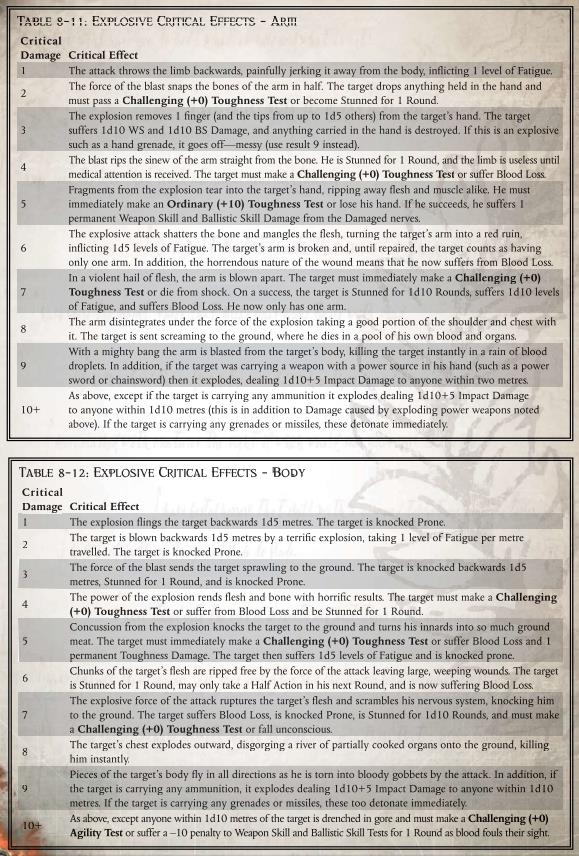 Table 8-11: Explosive Critical Effects - Arm
Critical
Damage Critical Effect
1 The attack throws the limb backwards, painfully jerking it away from the body, inflicting 1 level of Fatigue.
2 The force of the blast snaps the bones of the arm in half. The target drops anything held in the hand and
must pass a Challenging (+0) Toughness Test or become Stunned for 1 Round.
3 The explosion removes 1 finger (and the tips from up to 1d5 others) from the target's hand. The target
suffers 1d10 WS and 1d10 BS Damage, and anything carried in the hand is destroyed. If this is an explosive
such as a hand grenade, it goes off—messy (use result 9 instead).
4 The blast rips the sinew of the arm straight from the bone. He is Stunned for 1 Round, and the limb is useless until
medical attention is received. The target must make a Challenging (+0) Toughness Test or suffer Blood Loss.
5 Fragments from the explosion tear into the target's hand, ripping away flesh and muscle alike. He must
immediately make an Ordinary (+10) Toughness Test or lose his hand. If he succeeds, he suffers 1
permanent Weapon Skill and Ballistic Skill Damage from the Damaged nerves.
6 The explosive attack shatters the bone and mangles the flesh, turning the target's arm into a red ruin,
inflicting 1d5 levels of Fatigue. The target's arm is broken and, until repaired, the target counts as having
only one arm. In addition, the horrendous nature of the wound means that he now suffers from Blood Loss.
7 In a violent hail of flesh, the arm is blown apart. The target must immediately make a Challenging (+0)
Toughness Test or die from shock. On a success, the target is Stunned for 1d10 Rounds, suffers 1d10 levels
of Fatigue, and suffers Blood Loss. He now only has one arm.
8 The arm disintegrates under the force of the explosion taking a good portion of the shoulder and chest with
it. The target is sent screaming to the ground, where he dies in a pool of his own blood and organs.
9 With a mighty bang the arm is blasted from the target's body, killing the target instantly in a rain of blood
droplets. In addition, if the target was carrying a weapon with a power source in his hand (such as a power
sword or chainsword) then it explodes, dealing 1d10+5 Impact Damage to anyone within two metres.
10+ As above, except if the target is carrying any ammunition it explodes dealing 1d10+5 Impact Damage
to anyone within 1d10 metres (this is in addition to Damage caused by exploding power weapons noted
above). If the target is carrying any grenades or missiles, these detonate immediately.
Table 8-12: Explosive Critical Effects - Body
Critical
Damage Critical Effect
1 The explosion flings the target backwards 1d5 metres. The target is knocked Prone.
2 The target is blown backwards 1d5 metres by a terrific explosion, taking 1 level of Fatigue per metre
travelled. The target is knocked Prone.
3 The force of the blast sends the target sprawling to the ground. The target is knocked backwards 1d5
metres, Stunned for 1 Round, and is knocked Prone.
4 The power of the explosion rends flesh and bone with horrific results. The target must make a Challenging
(+0) Toughness Test or suffer from Blood Loss and be Stunned for 1 Round.
5 Concussion from the explosion knocks the target to the ground and turns his innards into so much ground
meat. The target must immediately make a Challenging (+0) Toughness Test or suffer Blood Loss and 1
permanent Toughness Damage. The target then suffers 1d5 levels of Fatigue and is knocked prone.
6 Chunks of the target's flesh are ripped free by the force of the attack leaving large, weeping wounds. The target
is Stunned for 1 Round, may only take a Half Action in his next Round, and is now suffering Blood Loss.
7 The explosive force of the attack ruptures the target's flesh and scrambles his nervous system, knocking him
to the ground. The target suffers Blood Loss, is knocked Prone, is Stunned for 1d10 Rounds, and must make
a Challenging (+0) Toughness Test or fall unconscious.
8 The target's chest explodes outward, disgorging a river of partially cooked organs onto the ground, killing
him instantly.
9 Pieces of the target's body fly in all directions as he is torn into bloody gobbets by the attack. In addition, if
the target is carrying any ammunition, it explodes dealing 1d10+5 Impact Damage to anyone within 1d10
metres. If the target is carrying any grenades or missiles, these too detonate immediately.
10+ As above, except anyone within 1d10 metres of the target is drenched in gore and must make a Challenging (+0)
Agility Test or suffer a –10 penalty to Weapon Skill and Ballistic Skill Tests for 1 Round as blood fouls their sight.